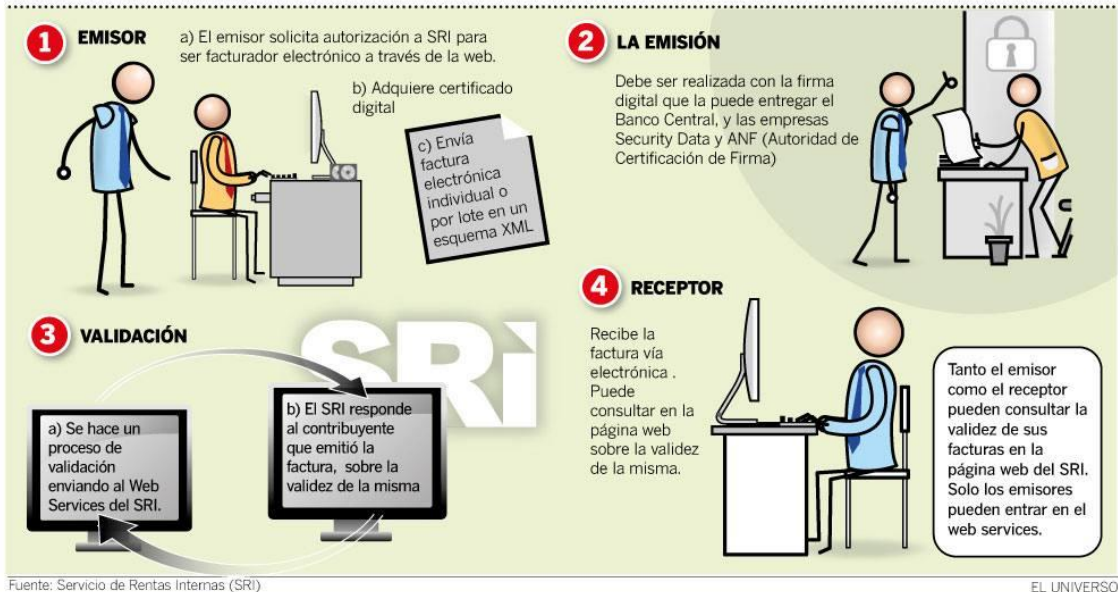 1 EMISOR
a) El emisor solicita autorización a SRI para
ser facturador electrónico a través de la web.
b) Adquiere certificado
digital
c) Envía
factura
electrónica
individual o
por lote en un
esquema XML
2 LA EMISIÓN
Debe ser realizada con la firma
digital que la puede entregar el
Banco Central, y las empresas
Security Data y ANF (Autoridad de
Certificación de Firma)
3 VALIDACIÓN
SRi
a) Se hace un
proceso de
validación
enviando al Web
Services del SRI.
b) El SRI responde
al contribuyente
que emitió la
factura, sobre la
validez de la misma
4 RECEPTOR
Recibe la
factura vía
electrónica .
Puede
consultar en la
página web
sobre la validez
de la misma.
Tanto el emisor
como el receptor
pueden consultar la
validez de sus
facturas en la
página web del SRI.
Solo los emisores
pueden entrar en el
web services.
Fuente: Servicio de Rentas Internas (SRI)
EL UNIVERSO